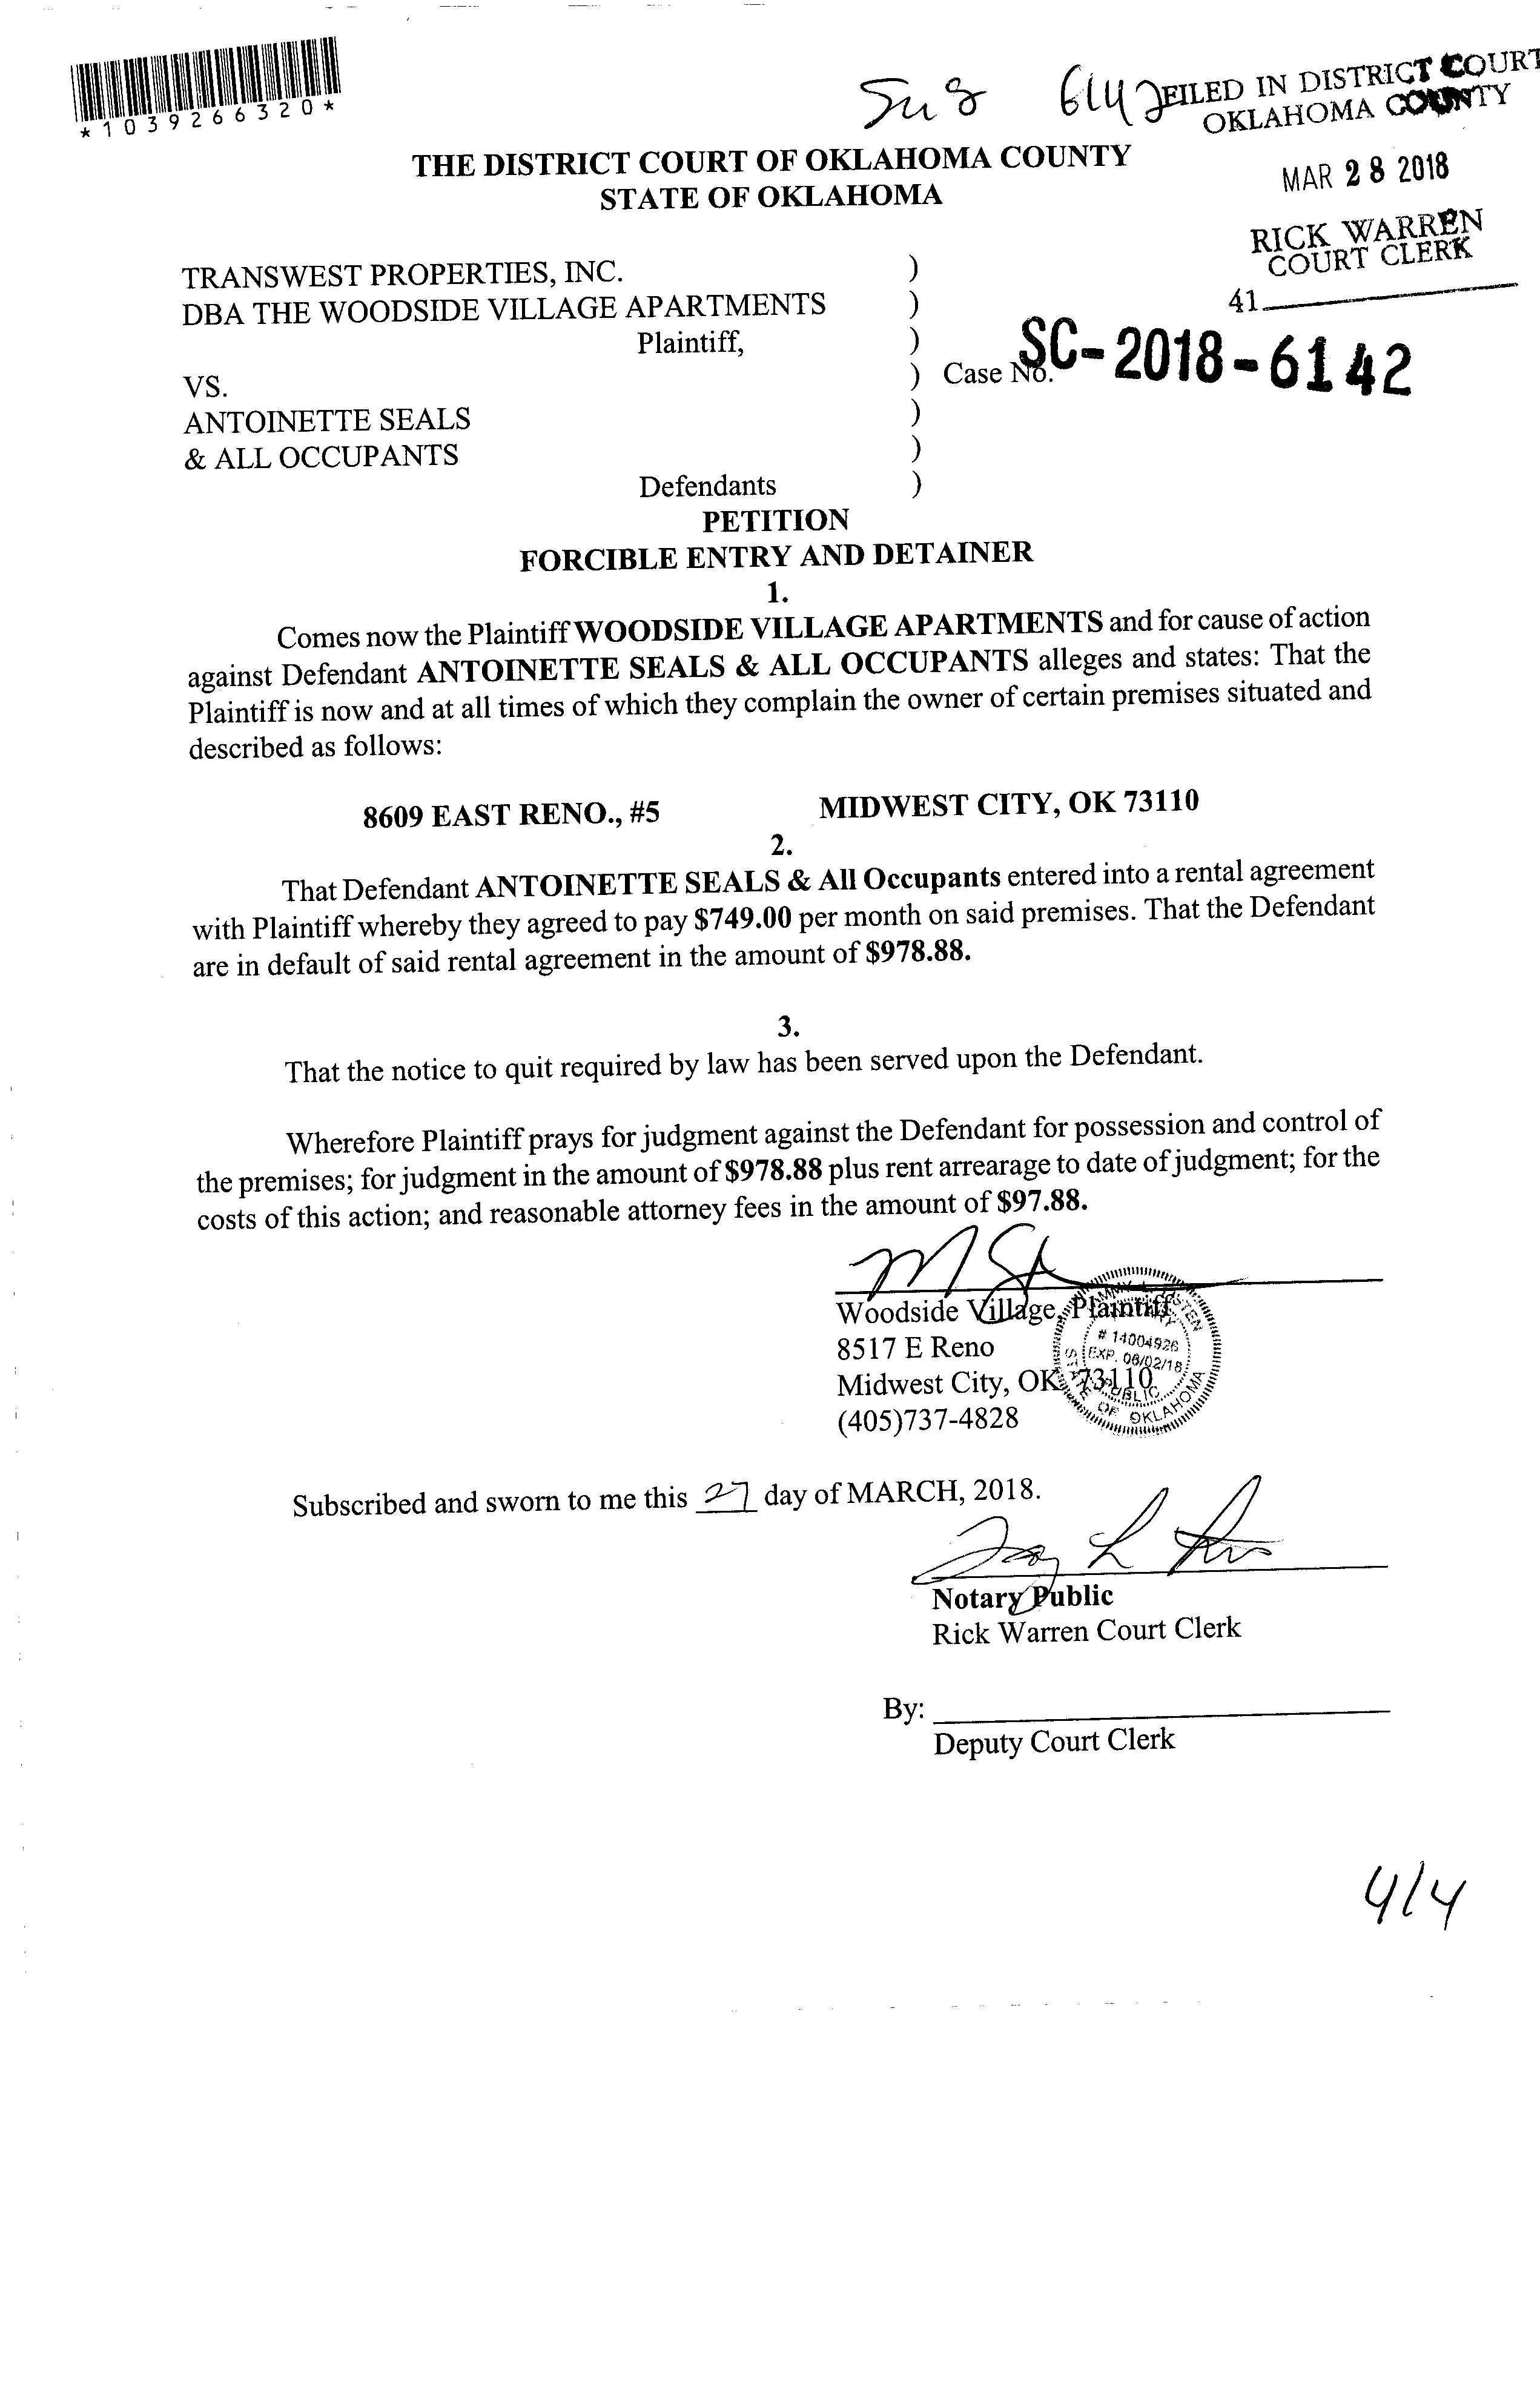 *1039266320*
6142
FILED IN DISTRICT COURT
OKLAHOMA COUNTY
MAR 28 2018
RICK WARREN
COURT CLERK
41
THE DISTRICT COURT OF OKLAHOMA COUNTY
STATE OF OKLAHOMA
TRANSWEST PROPERTIES, INC. )
DBA THE WOODSIDE VILLAGE APARTMENTS )
Plaintiff, )
VS. ) Case No. SC-2018-6142
ANTOINETTE SEALS )
& ALL OCCUPANTS )
Defendants )
PETITION
FORCIBLE ENTRY AND DETAINER
1.
Comes now the Plaintiff WOODSIDE VILLAGE APARTMENTS and for cause of action
against Defendant ANTOINETTE SEALS & ALL OCCUPANTS alleges and states: That the
Plaintiff is now and at all times of which they complain the owner of certain premises situated and
described as follows:
8609 EAST RENO., #5 MIDWEST CITY, OK 73110
2.
That Defendant ANTOINETTE SEALS & All Occupants entered into a rental agreement
with Plaintiff whereby they agreed to pay $749.00 per month on said premises. That the Defendant
are in default of said rental agreement in the amount of $978.88.
3.
That the notice to quit required by law has been served upon the Defendant.
Wherefore Plaintiff prays for judgment against the Defendant for possession and control of
the premises; for judgment in the amount of $978.88 plus rent arrearage to date of judgment; for the
costs of this action; and reasonable attorney fees in the amount of $97.88.
Woodside Village, Plaintiff
8517 E Reno
Midwest City, OK 73110
(405)737-4828
# 14004926
EXP. 06/02/18
PUBLIC
STATE OF OKLAHOMA
Subscribed and sworn to me this 27 day of MARCH, 2018.
Notary Public
Rick Warren Court Clerk
By:
Deputy Court Clerk
4/4